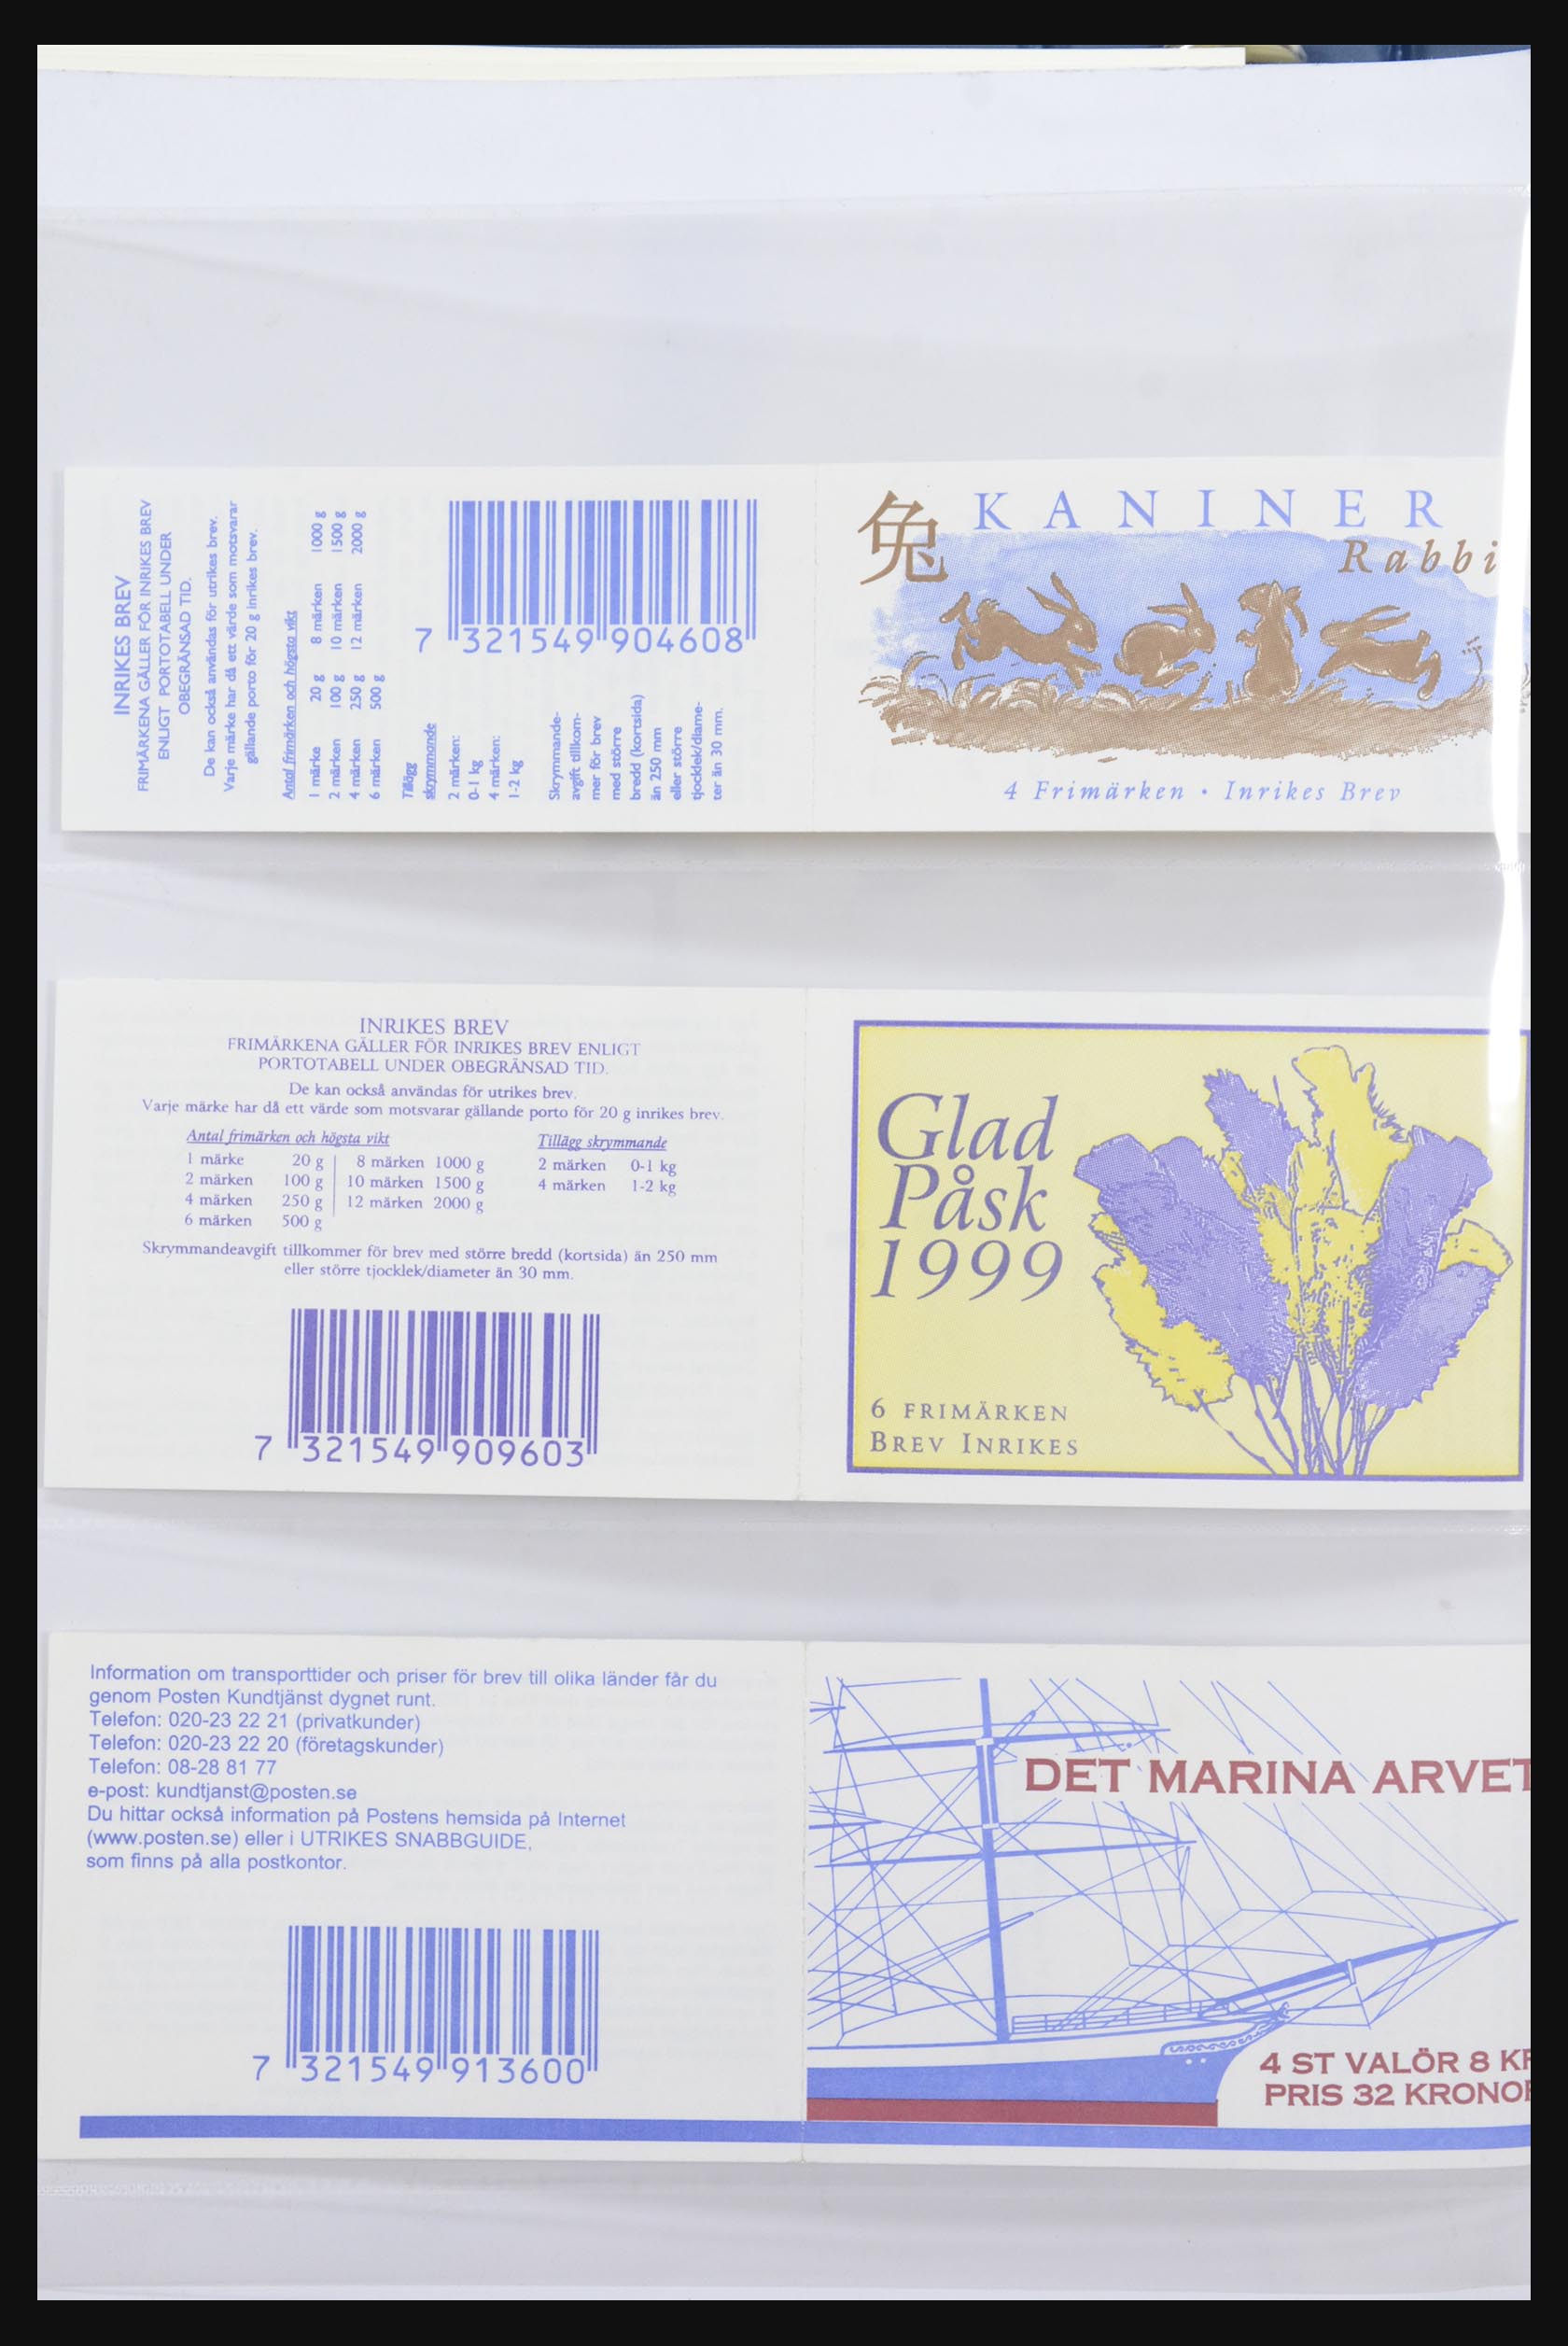 INRIKES BREV
FRIMÄRKENA GÄLLER FÖR INRIKES BREV
ENLIGT PORTOTABELL UNDER
OBEGRÄNSAD TID.
De kan också användas för utrikes brev.
Varje märke har då ett värde som motsvarar
gällande porto för 20 g inrikes brev.
Antal frimärken och högsta vikt
1 märke 20 g 8 märken 1000 g
2 märken 100 g 10 märken 1500 g
4 märken 250 g 12 märken 2000 g
6 märken 500 g
Tillägg
skrymmande
2 märken:
0-1 kg
4 märken:
1-2 kg
Skrymmande-
avgift tillkom-
mer för brev
med större
bredd (kortsida)
än 250 mm
eller större
tjocklek/diame-
ter än 30 mm.
7 321549 904608
兔
KANINER
Rabbi
4 Frimärken • Inrikes Brev
INRIKES BREV
FRIMÄRKENA GÄLLER FÖR INRIKES BREV ENLIGT
PORTOTABELL UNDER OBEGRÄNSAD TID.
De kan också användas för utrikes brev.
Varje märke har då ett värde som motsvarar gällande porto för 20 g inrikes brev.
Antal frimärken och högsta vikt Tillägg skrymmande
1 märke 20 g 8 märken 1000 g 2 märken 0-1 kg
2 märken 100 g 10 märken 1500 g 4 märken 1-2 kg
4 märken 250 g 12 märken 2000 g
6 märken 500 g
Skrymmandeavgift tillkommer för brev med större bredd (kortsida) än 250 mm
eller större tjocklek/diameter än 30 mm.
7 321549 909603
Glad
Påsk
1999
6 FRIMÄRKEN
BREV INRIKES
Information om transporttider och priser för brev till olika länder får du
genom Posten Kundtjänst dygnet runt.
Telefon: 020-23 22 21 (privatkunder)
Telefon: 020-23 22 20 (företagskunder)
Telefon: 08-28 81 77
e-post: kundtjanst@posten.se
Du hittar också information på Postens hemsida på Internet
(www.posten.se) eller i UTRIKES SNABBGUIDE,
som finns på alla postkontor.
7 321549 913600
DET MARINA ARVET
4 ST VALÖR 8 KR
PRIS 32 KRONOR